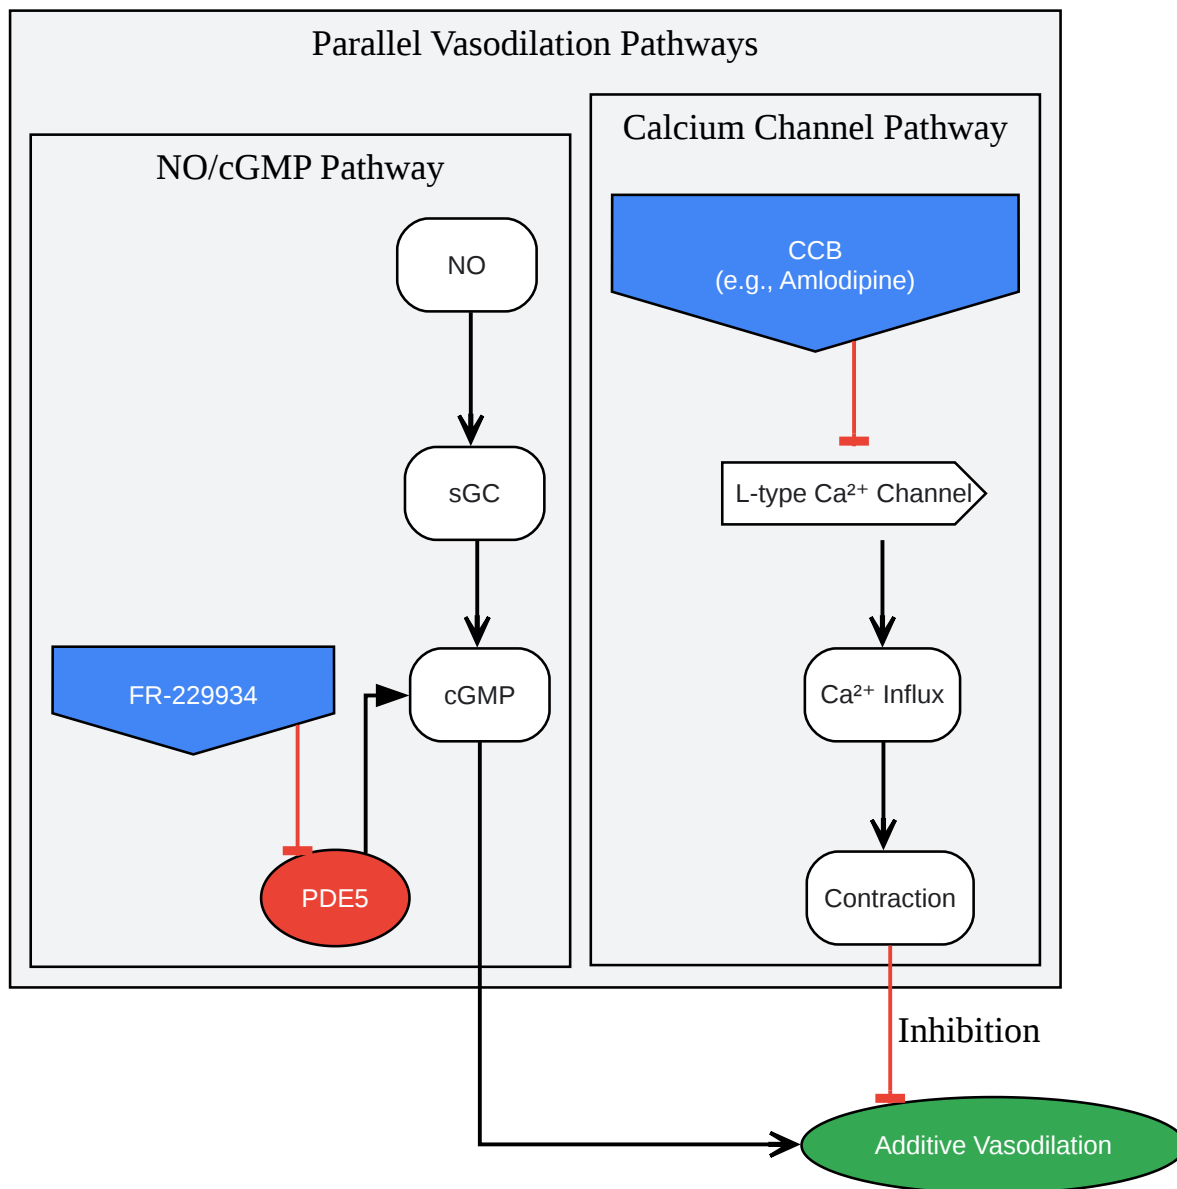 Parallel Vasodilation Pathways
NO/cGMP Pathway
NO
sGC
FR-229934
cGMP
PDE5
Calcium Channel Pathway
CCB
(e.g., Amlodipine)
L-type Ca²⁺ Channel
Ca²⁺ Influx
Contraction
Inhibition
Additive Vasodilation